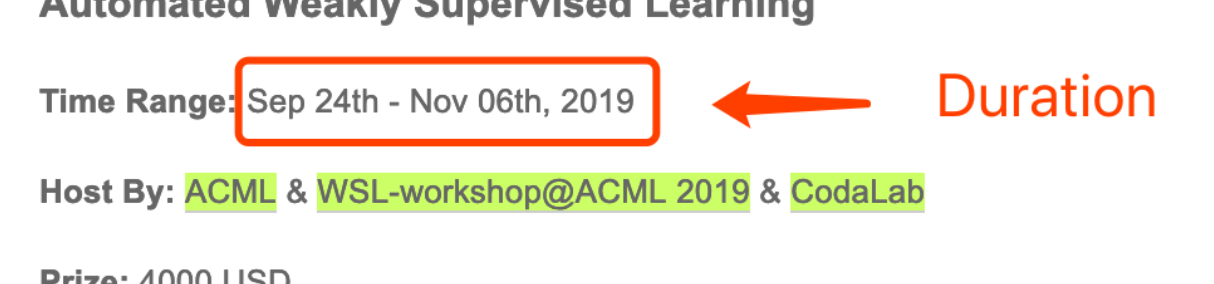 Automated Weakly Supervised Learning
Time Range: Sep 24th - Nov 06th, 2019 Duration
Host By: ACML & WSL-workshop@ACML 2019 & CodaLab
Prize: 4000 USD